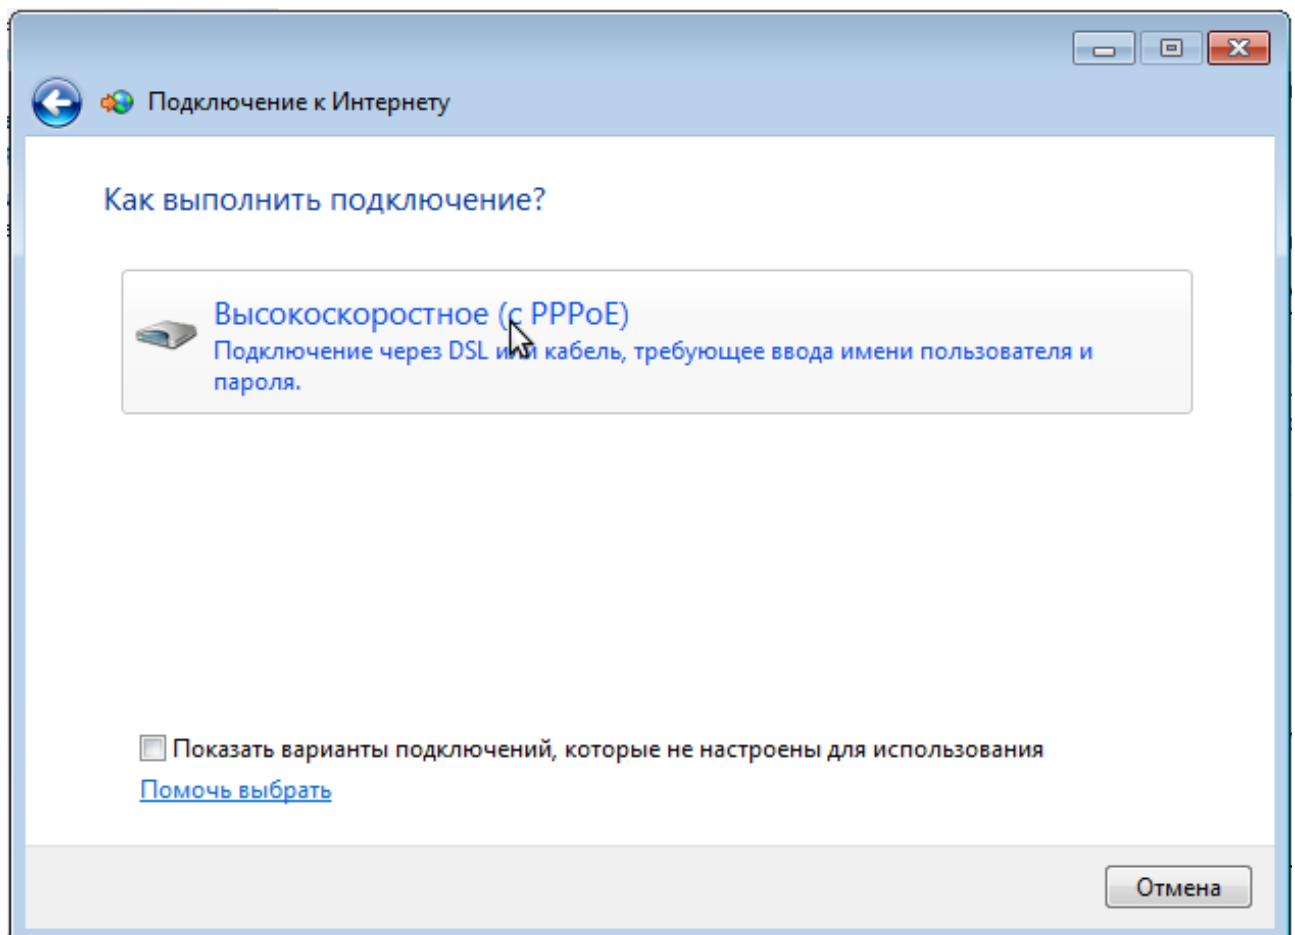 Подключение к Интернету
Как выполнить подключение?
Высокоскоростное (с PPPoE)
Подключение через DSL или кабель, требующее ввода имени пользователя и
пароля.
Показать варианты подключений, которые не настроены для использования
Помочь выбрать
Отмена